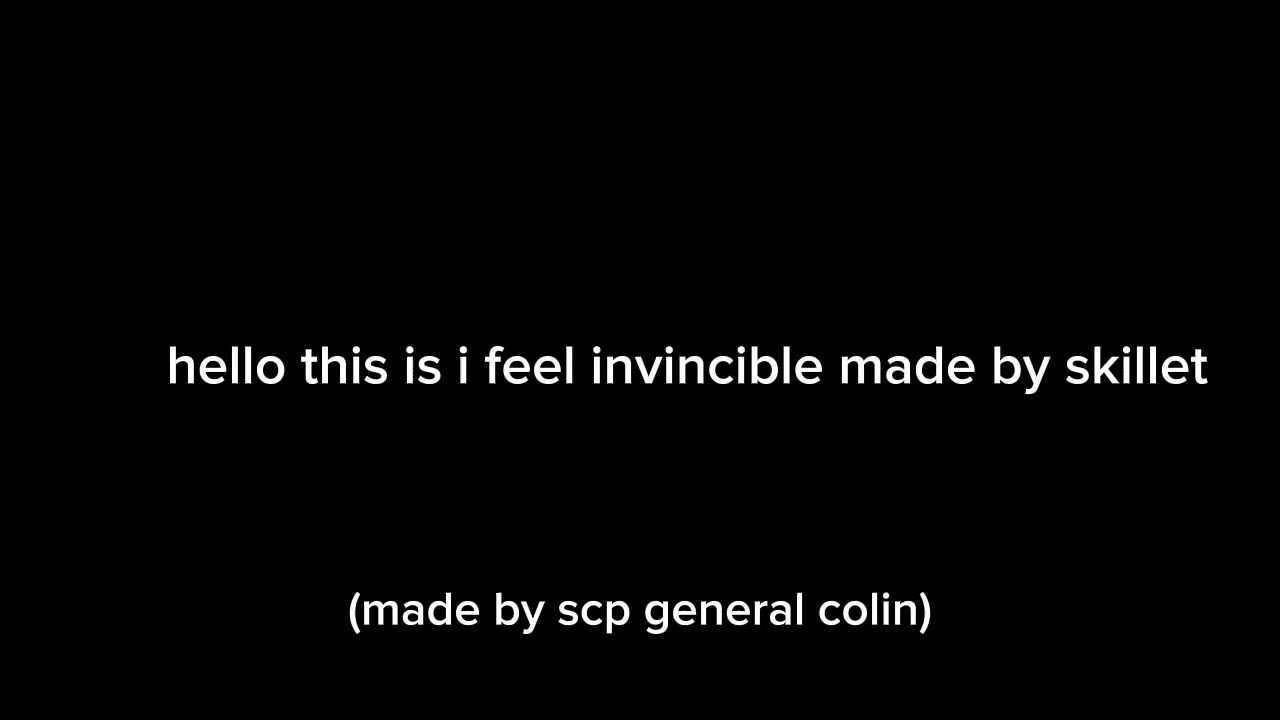 hello this is i feel invincible made by skillet
(made by scp general colin)